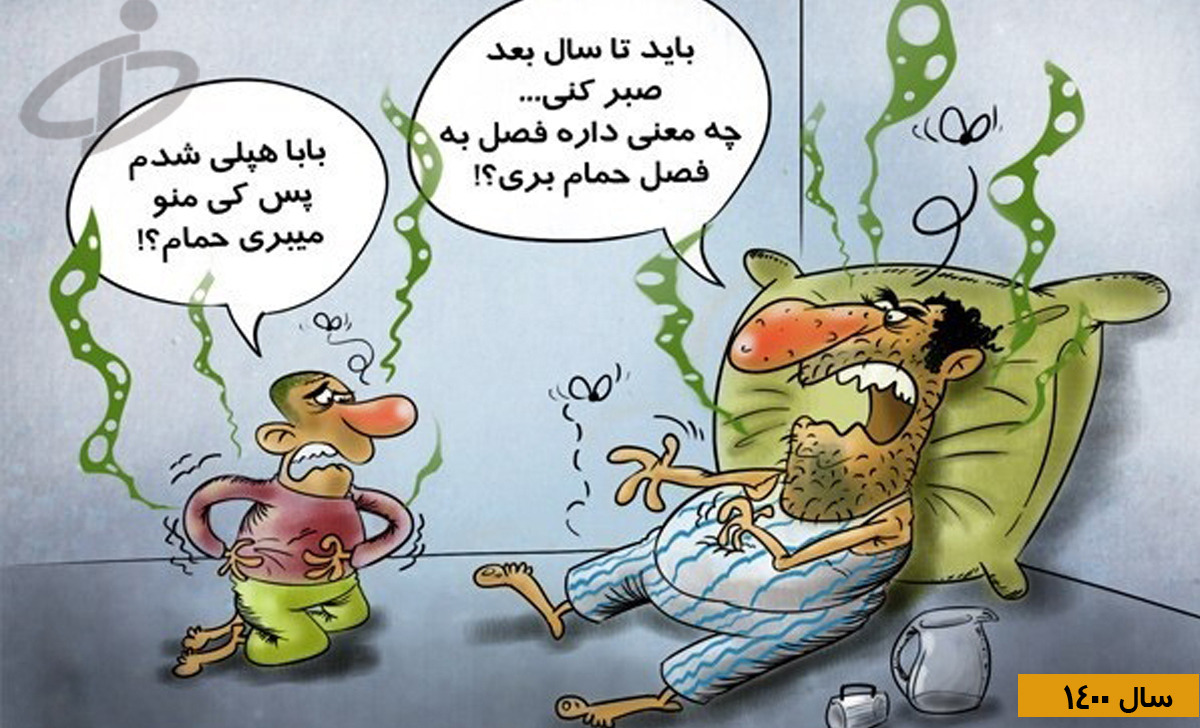 بابا هپلی شدم
پس کی منو
میبری حمام؟!
باید تا سال بعد
صبر کنی...
چه معنی داره فصل به
فصل حمام بری؟!
سال ۱٤۰۰